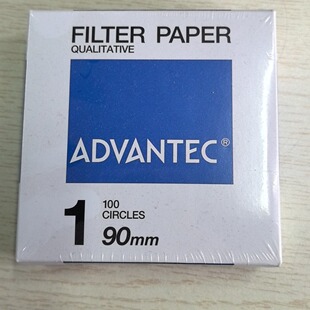 FILTER PAPER
QUALITATIVE
ADVANTEC®
1
100
CIRCLES
90mm